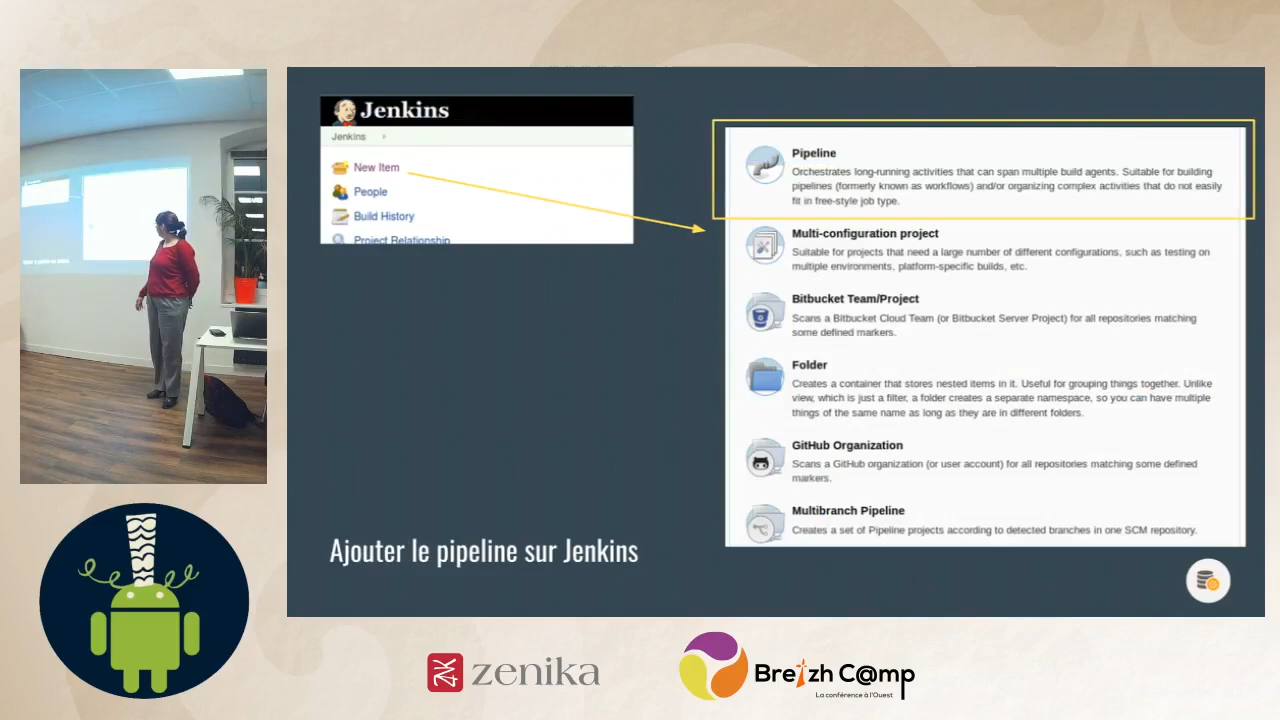 Jenkins
Jenkins
New Item
People
Build History
Project Relationship
Pipeline
Orchestrates long-running activities that can span multiple build agents. Suitable for building
pipelines (formerly known as workflows) and/or organizing complex activities that do not easily
fit in free-style job type.
Multi-configuration project
Suitable for projects that need a large number of different configurations, such as testing on
multiple environments, platform-specific builds, etc.
Bitbucket Team/Project
Scans a Bitbucket Cloud Team (or Bitbucket Server Project) for all repositories matching
some defined markers.
Folder
Creates a container that stores nested items in it. Useful for grouping things together. Unlike
view, which is just a filter, a folder creates a separate namespace, so you can have multiple
things of the same name as long as they are in different folders.
GitHub Organization
Scans a GitHub organization (or user account) for all repositories matching some defined
markers.
Multibranch Pipeline
Creates a set of Pipeline projects according to detected branches in one SCM repository.
Ajouter le pipeline sur Jenkins
zenika
Breizh C@mp
La conférence à l'Ouest